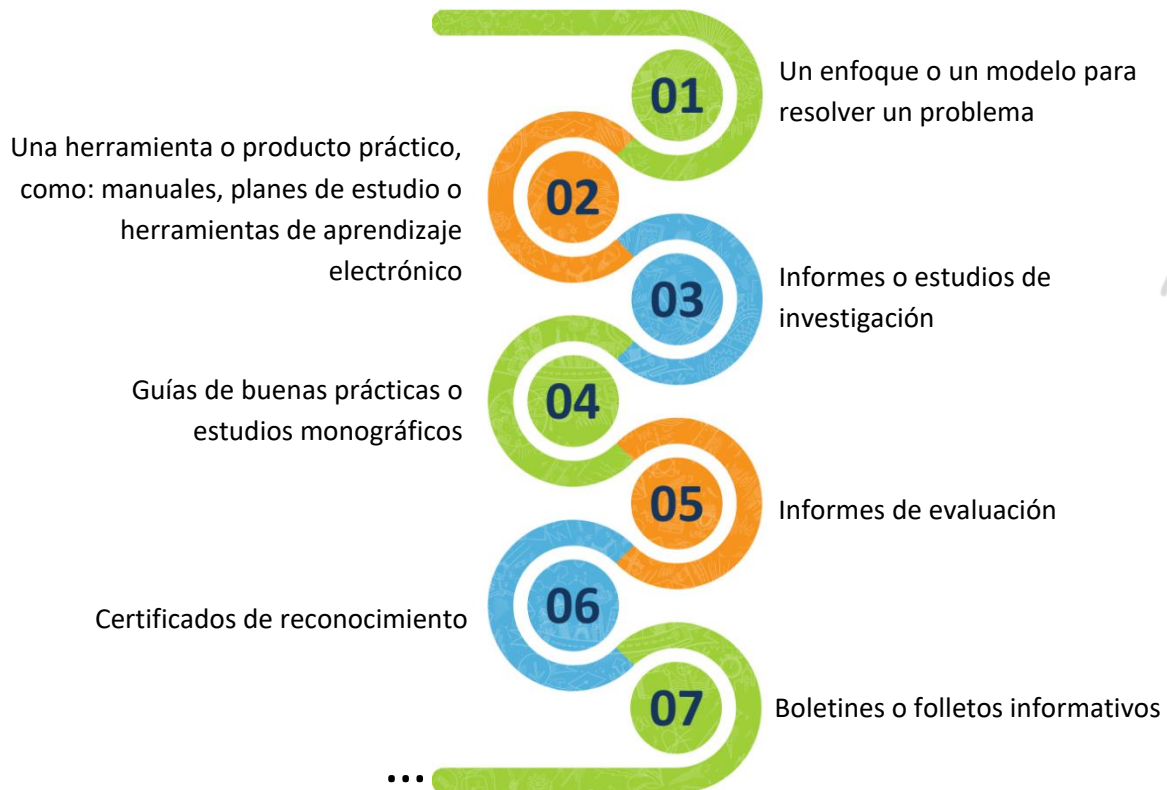 01
Un enfoque o un modelo para
resolver un problema
Una herramienta o producto práctico,
como: manuales, planes de estudio o
herramientas de aprendizaje
electrónico
02
03
Informes o estudios de
investigación
Guías de buenas prácticas o
estudios monográficos
04
05
Informes de evaluación
Certificados de reconocimiento
06
07
Boletines o folletos informativos
...